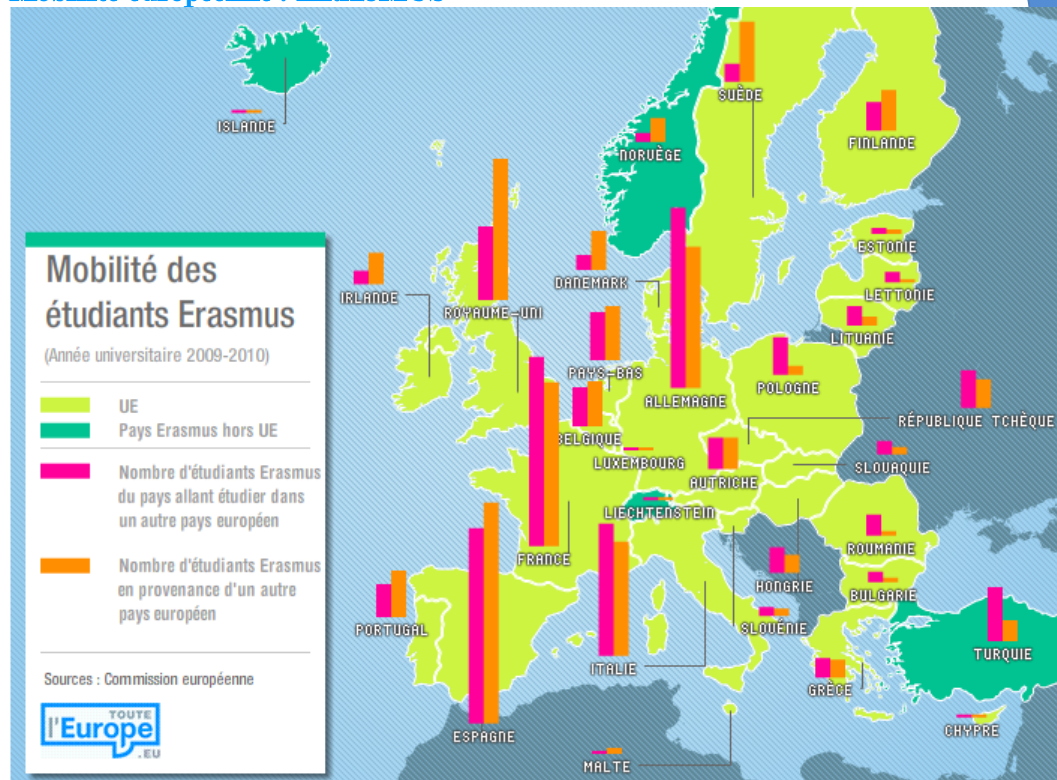 Mobilité des
étudiants Erasmus
(Année universitaire 2009-2010)
UE
Pays Erasmus hors UE
Nombre d'étudiants Erasmus
du pays allant étudier dans
un autre pays européen
Nombre d'étudiants Erasmus
en provenance d'un autre
pays européen
Sources : Commission européenne
TOUTE
l'Europe
.EU
ISLANDE
SUÈDE
NORVÈGE
FINLANDE
ESTONIE
DANEMARK
LETTONIE
IRLANDE
ROYAUME-UNI
LITUANIE
PAYS-BAS
POLOGNE
ALLEMAGNE
RÉPUBLIQUE TCHÈQUE
BELGIQUE
LUXEMBOURG
SLOVAQUIE
AUTRICHE
LIECHTENSTEIN
ROUMANIE
FRANCE
HONGRIE
BULGARIE
PORTUGAL
SLOVÉNIE
TURQUIE
ITALIE
GRÈCE
CHYPRE
ESPAGNE
MALTE